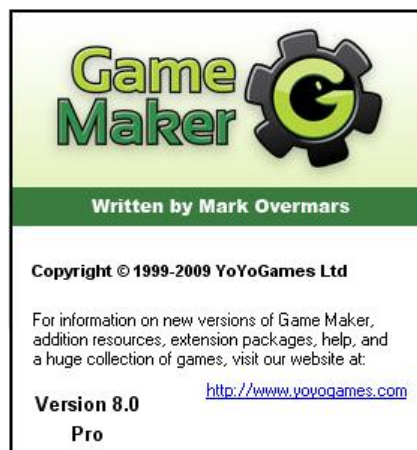 Game
Maker
Written by Mark Overmars
Copyright © 1999-2009 YoYoGames Ltd
For information on new versions of Game Maker,
addition resources, extension packages, help, and
a huge collection of games, visit our website at:
http://www.yoyogames.com
Version 8.0
Pro